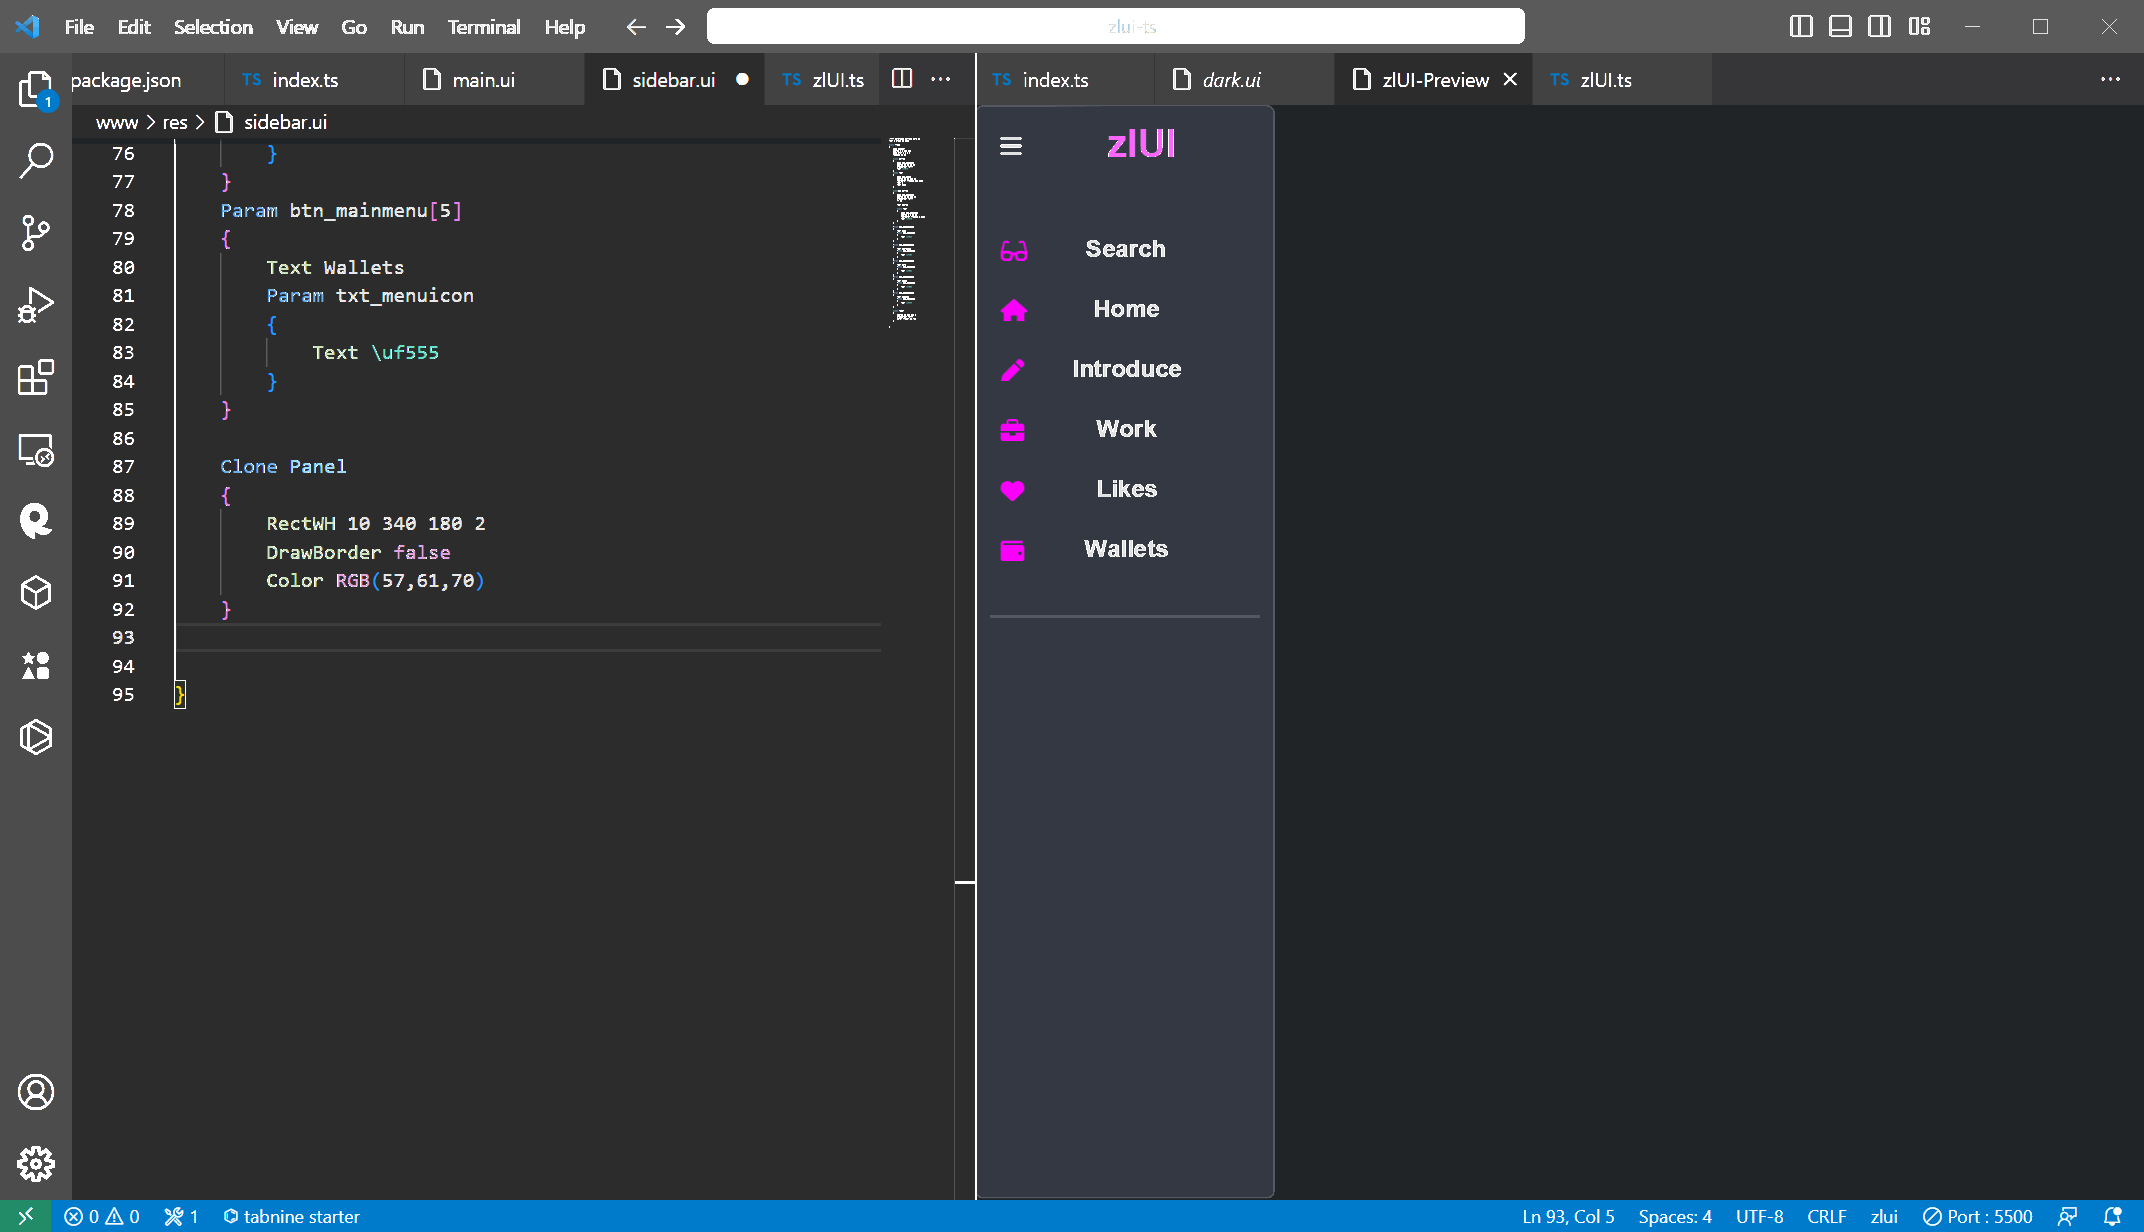 File Edit Selection View Go Run Terminal Help zlui-ts
package.json TS index.ts main.ui sidebar.ui TS zlUI.ts
TS index.ts dark.ui zlUI-Preview TS zlUI.ts
1
www > res > sidebar.ui
76 }
77 }
78 Param btn_mainmenu[5]
79 {
80 Text Wallets
81 Param txt_menuicon
82 {
83 Text \uf555
84 }
85 }
86
87 Clone Panel
88 {
89 RectWH 10 340 180 2
90 DrawBorder false
91 Color RGB(57,61,70)
92 }
93
94
95 }
zlUI
Search
Home
Introduce
Work
Likes
Wallets
0 0 1 tabnine starter Ln 93, Col 5 Spaces: 4 UTF-8 CRLF zlui Port : 5500